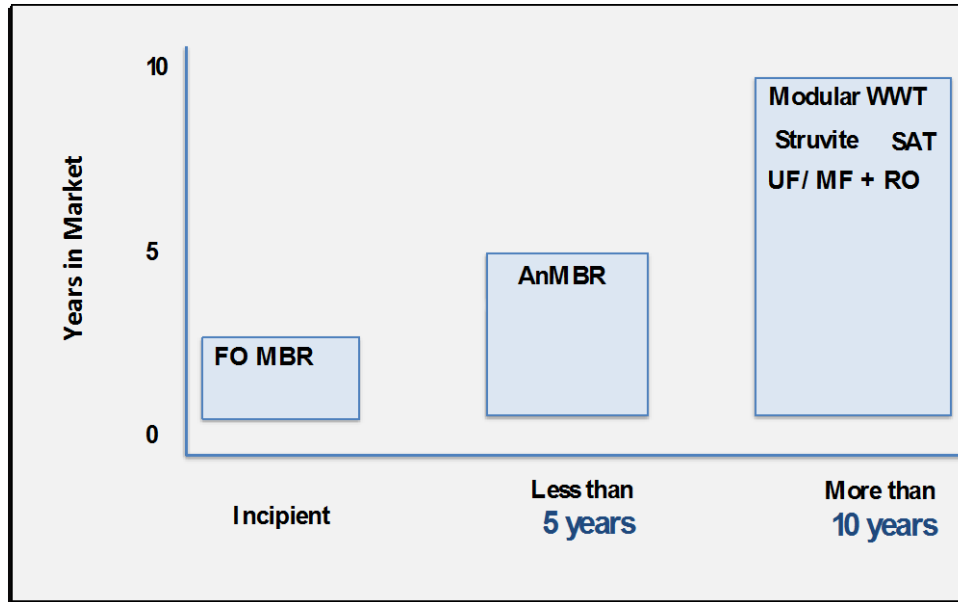 Years in Market
10
5
0
FO MBR
AnMBR
Modular WWT
Struvite SAT
UF/ MF + RO
Incipient
Less than
5 years
More than
10 years